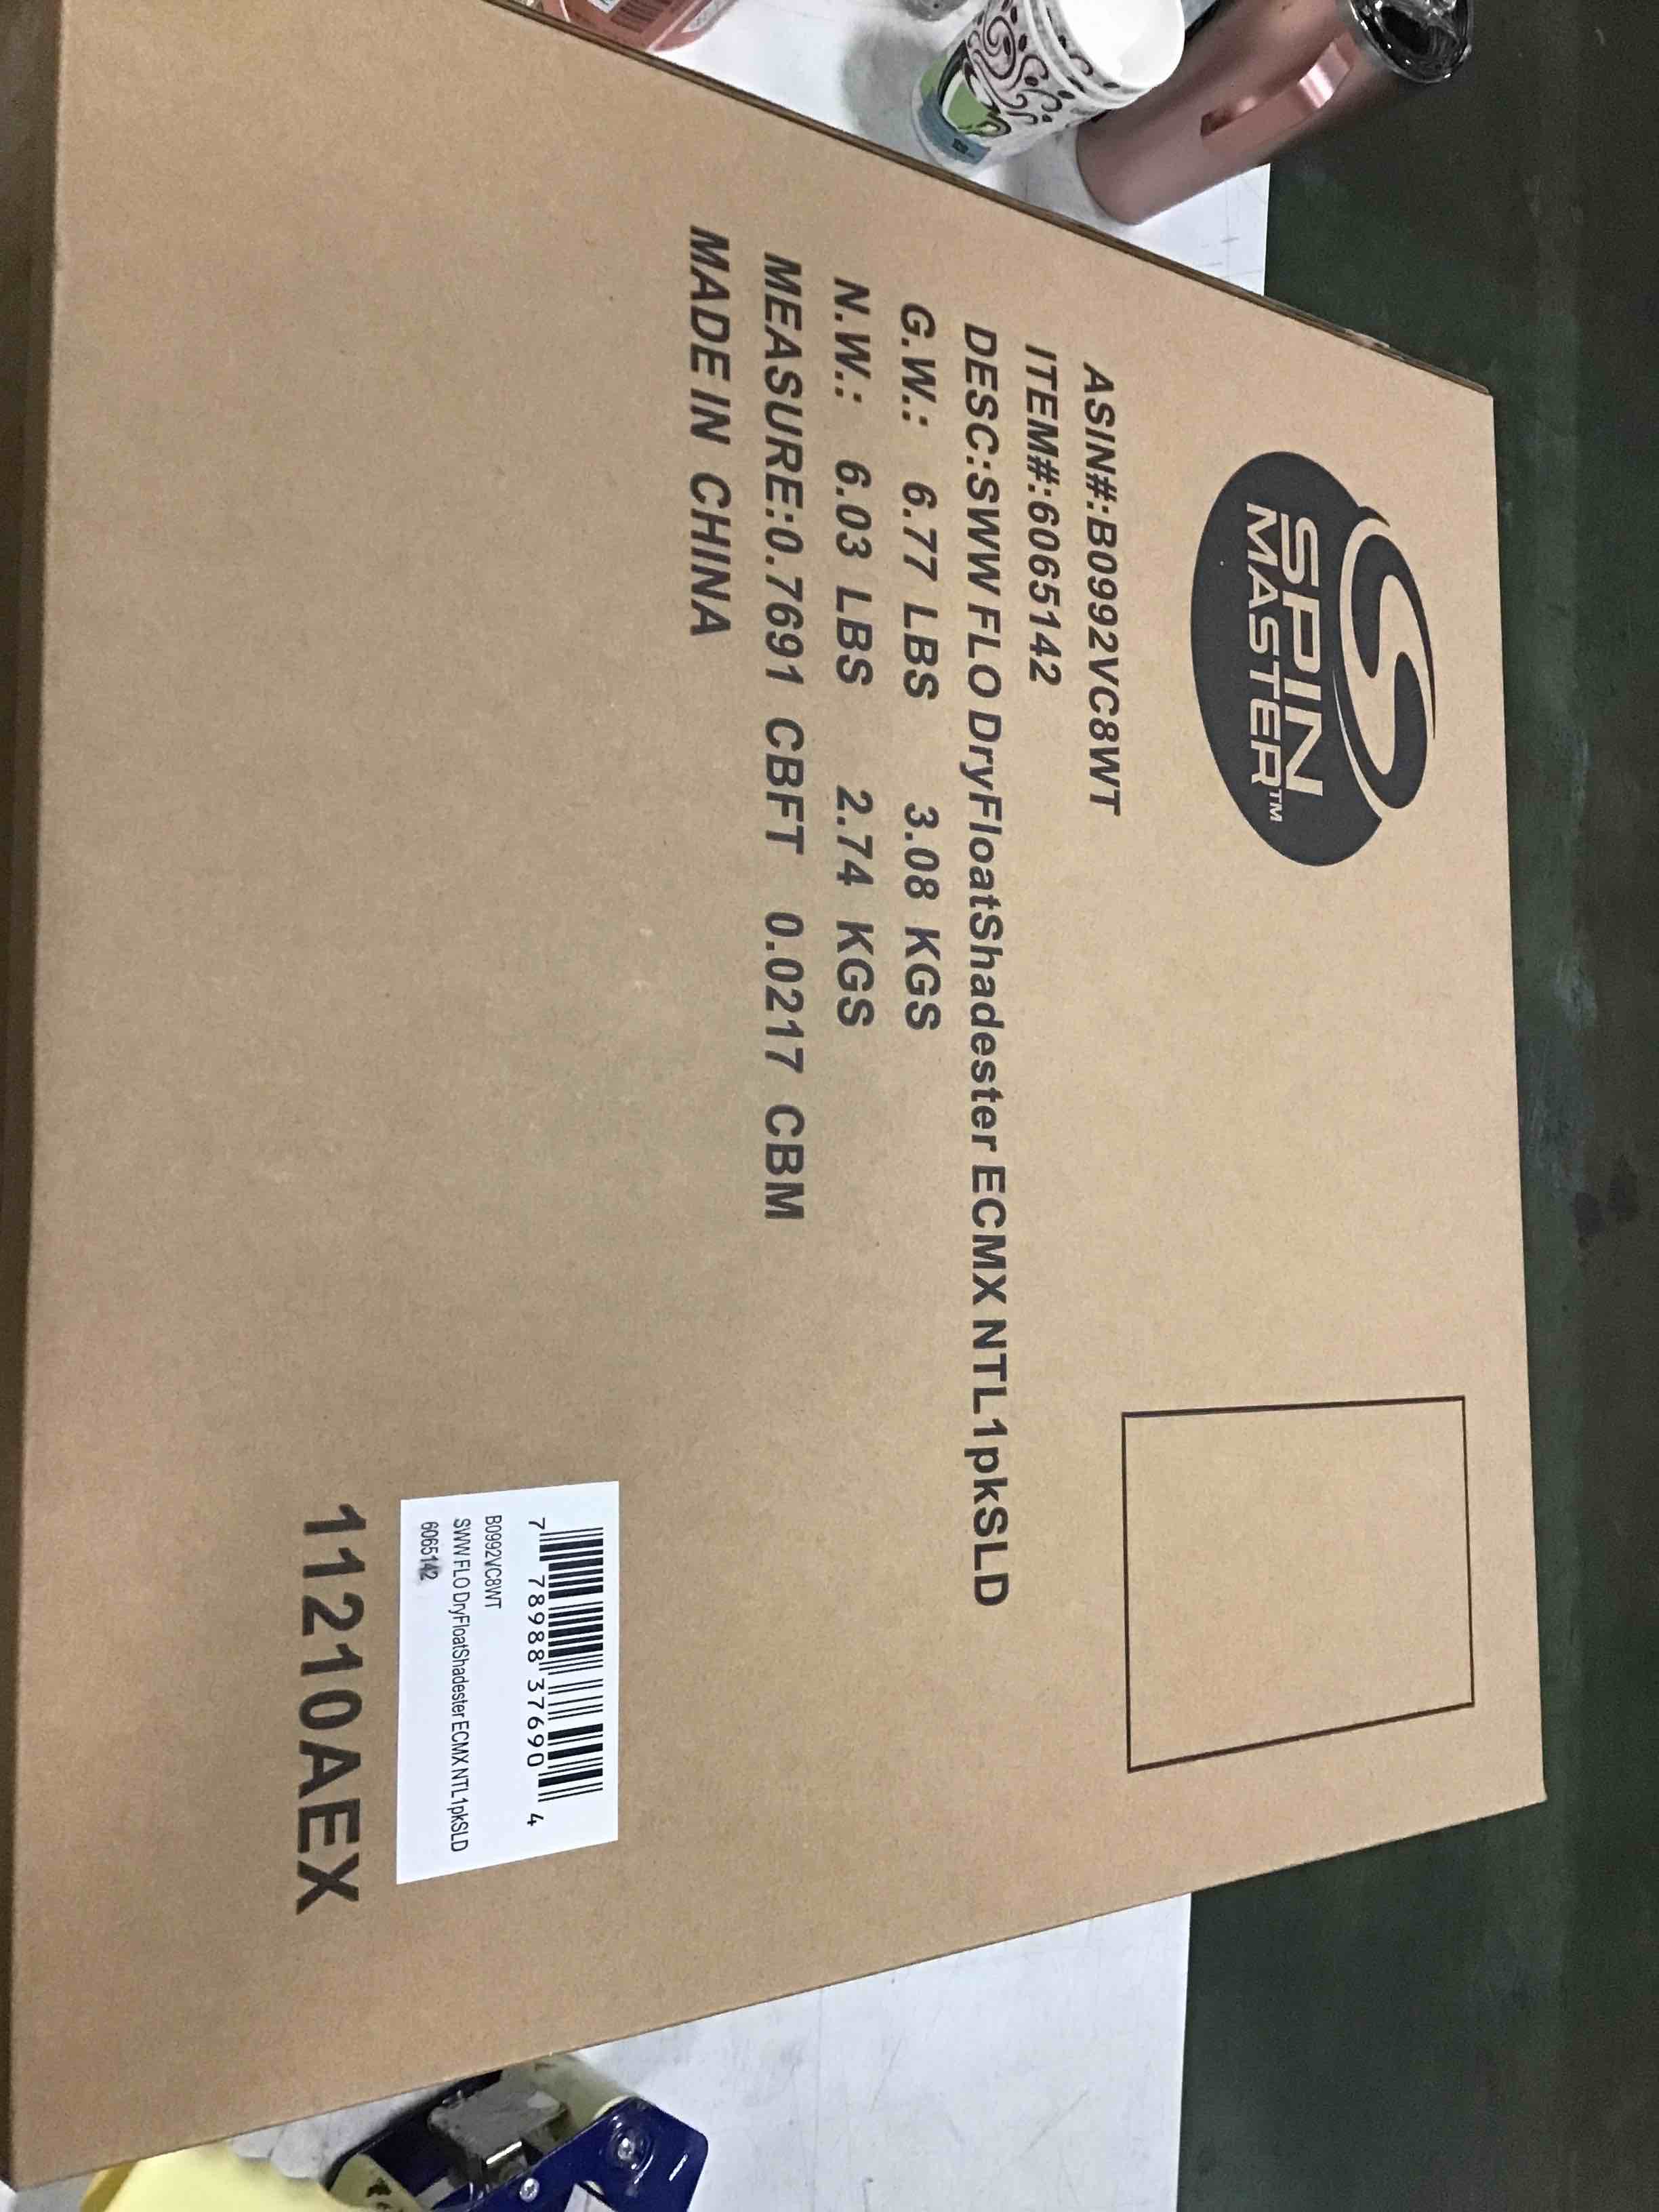 SPIN
MASTER™
ASIN#:B0992VC8WT
ITEM#:6065142
DESC:SWW FLO DryFloatShadester ECMX NTL1pkSLD
G.W.: 6.77 LBS 3.08 KGS
N.W.: 6.03 LBS 2.74 KGS
MEASURE:0.7691 CBFT 0.0217 CBM
MADE IN CHINA
7 78988 37690 4
B0992VC8WT
SWW FLO DryFloatShadester ECMX NTL1pkSLD
6065142
11210AEX